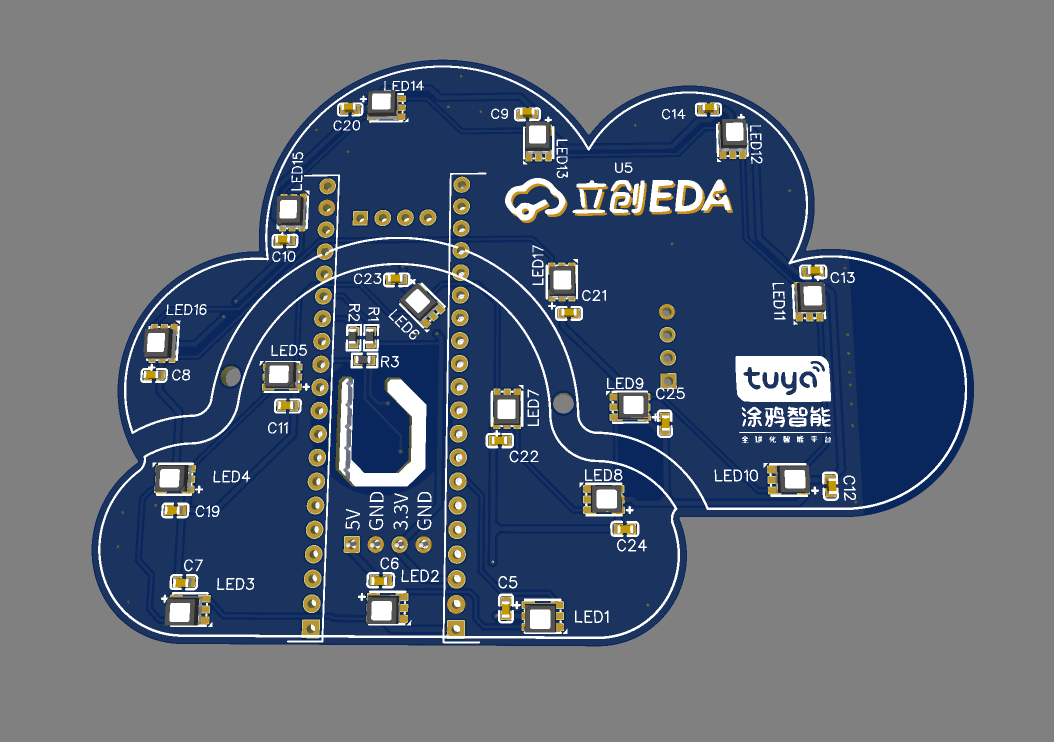 LED14
C20
C9
LED13
C14
LED12
U5
立创EDA
LED15
C10
C23
LED6
LED17
C21
C13
LED11
LED16
C8
R2
R1
R3
LED5
C11
tuya
涂鸦智能
全球化智能平台
LED9
C25
LED7
C22
LED4
C19
LED8
C24
LED10
C12
5V
GND
3.3V
GND
C7
LED3
C6
LED2
C5
LED1